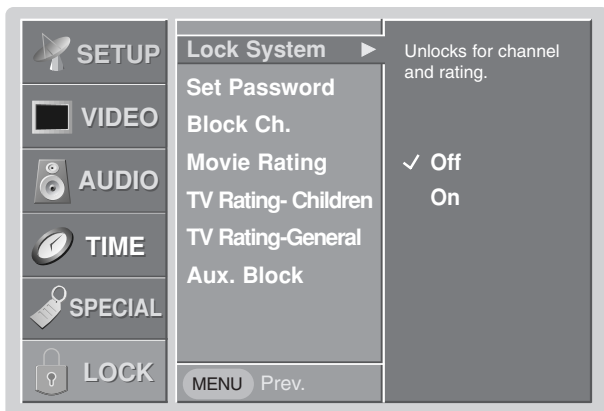 SETUP
VIDEO
AUDIO
TIME
SPECIAL
LOCK
Lock System ►
Set Password
Block Ch.
Movie Rating
TV Rating- Children
TV Rating-General
Aux. Block
MENU Prev.
Unlocks for channel
and rating.
✓ Off
On